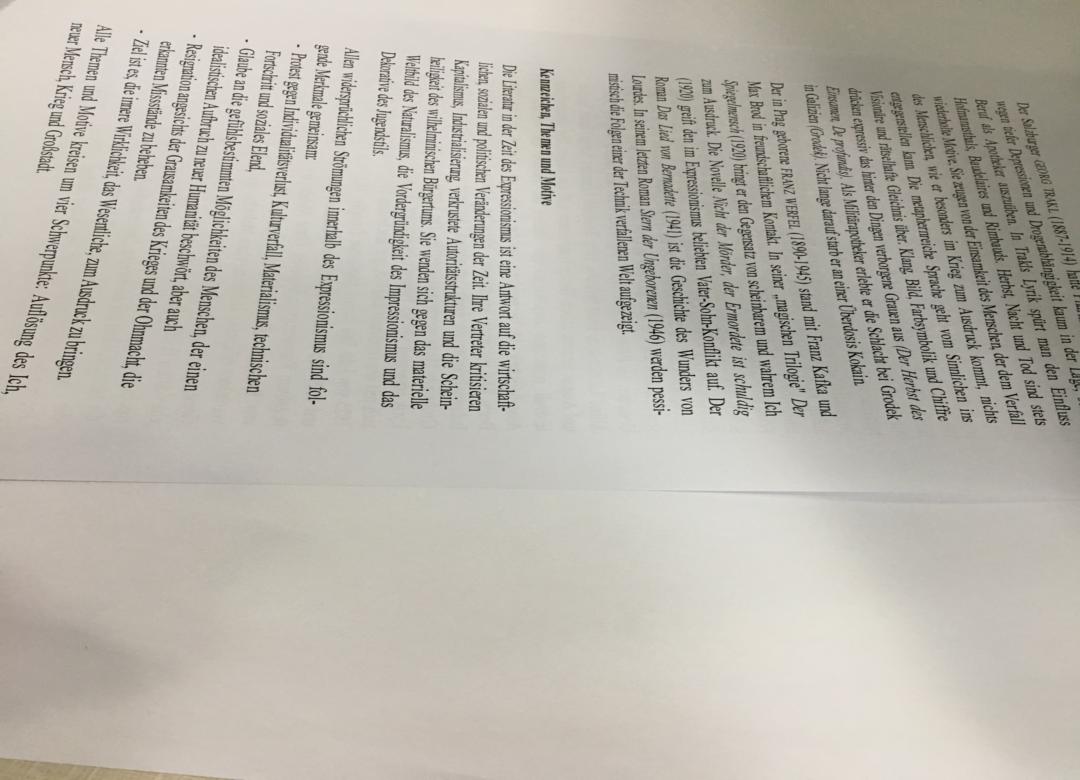 Der Salzburger GEORG TRAKL (1887-1914) hatte
wegen tiefer Depressionen und Drogenabhängigkeit kaum in der Lage,
Beruf als Apotheker auszuüben. In Trakls Lyrik spürt man den Einfluss
Hofmannsthals, Baudelaires und Rimbauds. Herbst, Nacht und Tod sind stets
wiederholte Motive. Sie zeugen von der Einsamkeit des Menschen, der dem Verfall
des Menschlichen, wie er besonders im Krieg zum Ausdruck kommt, nichts
entgegenstellen kann. Die metaphernreiche Sprache geht vom Sinnlichen ins
Visionäre und rätselhafte Gleichnis über. Klang, Bild, Farbsymbolik und Chiffre
drücken expressiv das hinter den Dingen verborgene Grauen aus (Der Herbst des
Einsamen, De profundis). Als Militärapotheker erlebte er die Schlacht bei Grodek
in Galizien (Grodek). Nicht lange darauf starb er an einer Überdosis Kokain.
Der in Prag geborene FRANZ WERFEL (1890-1945) stand mit Franz Kafka und
Max Brod in freundschaftlichem Kontakt. In seiner „magischen Trilogie" Der
Spiegelmensch (1920) bringt er den Gegensatz von scheinbarem und wahrem Ich
zum Ausdruck. Die Novelle Nicht der Mörder, der Ermordete ist schuldig
(1920) greift den im Expressionismus beliebten Vater-Sohn-Konflikt auf. Der
Roman Das Lied von Bernadette (1941) ist die Geschichte des Wunders von
Lourdes. In seinem letzten Roman Stern der Ungeborenen (1946) werden pessi-
mistisch die Folgen einer der Technik verfallenen Welt aufgezeigt.
Kennzeichen, Themen und Motive
Die Literatur in der Zeit des Expressionismus ist eine Antwort auf die wirtschaft-
lichen, sozialen und politischen Veränderungen der Zeit. Ihre Vertreter kritisieren
Kapitalismus, Industrialisierung, verkrustete Autoritätsstrukturen und die Schein-
heiligkeit des wilhelminischen Bürgertums. Sie wenden sich gegen das materielle
Weltbild des Naturalismus, die Vordergründigkeit des Impressionismus und das
Dekorative des Jugendstils.
Allen widersprüchlichen Strömungen innerhalb des Expressionismus sind fol-
gende Merkmale gemeinsam:
- Protest gegen Individualitätsverlust, Kulturverfall, Materialismus, technischen
Fortschritt und soziales Elend,
- Glaube an die gefühlsbestimmten Möglichkeiten des Menschen, der einen
idealistischen Aufbruch zu neuer Humanität beschwört, aber auch
- Resignation angesichts der Grausamkeiten des Krieges und der Ohnmacht, die
erkannten Missstände zu beheben.
- Ziel ist es, die innere Wirklichkeit, das Wesentliche, zum Ausdruck zu bringen.
Alle Themen und Motive kreisen um vier Schwerpunkte: Auflösung des Ich,
neuer Mensch, Krieg und Großstadt.